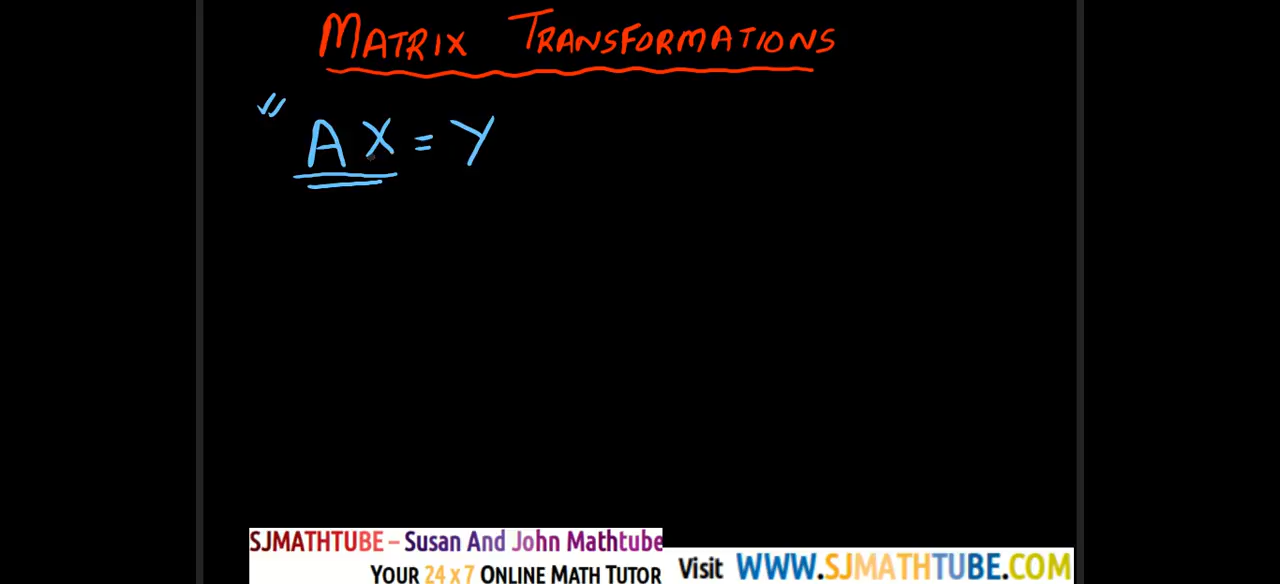 MATRIX TRANSFORMATIONS
" AX = Y
SJMATHTUBE – Susan And John Mathtube
YOUR 24 x 7 ONLINE MATH TUTOR
Visit WWW.SJMATHTUBE.COM